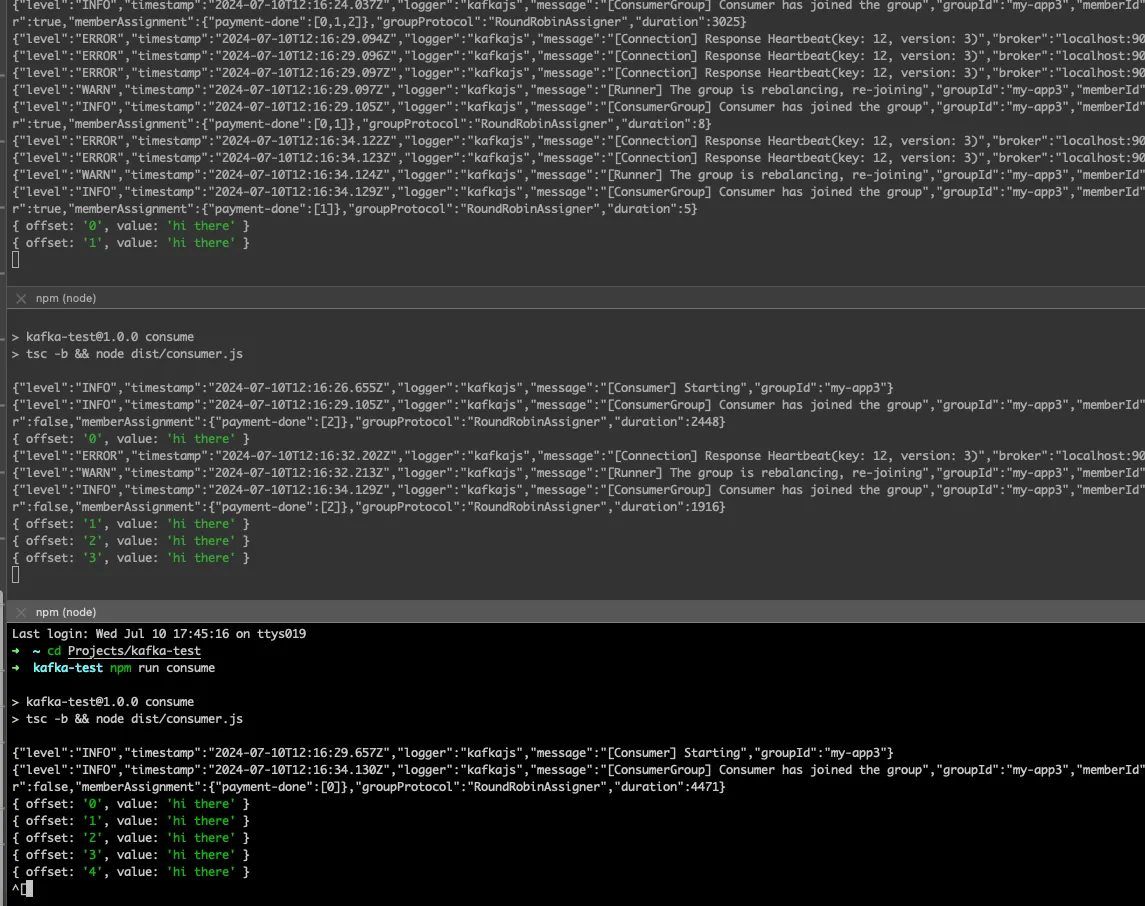 {"level":"INFO","timestamp":"2024-07-10T12:16:24.037Z","logger":"kafkajs","message":"[ConsumerGroup] Consumer has joined the group","groupId":"my-app3","memberId"
r":true,"memberAssignment":{"payment-done":[0,1,2]},"groupProtocol":"RoundRobinAssigner","duration":3025}
{"level":"ERROR","timestamp":"2024-07-10T12:16:29.094Z","logger":"kafkajs","message":"[Connection] Response Heartbeat(key: 12, version: 3)","broker":"localhost:90
{"level":"ERROR","timestamp":"2024-07-10T12:16:29.096Z","logger":"kafkajs","message":"[Connection] Response Heartbeat(key: 12, version: 3)","broker":"localhost:90
{"level":"ERROR","timestamp":"2024-07-10T12:16:29.097Z","logger":"kafkajs","message":"[Connection] Response Heartbeat(key: 12, version: 3)","broker":"localhost:90
{"level":"WARN","timestamp":"2024-07-10T12:16:29.097Z","logger":"kafkajs","message":"[Runner] The group is rebalancing, re-joining","groupId":"my-app3","memberId"
{"level":"INFO","timestamp":"2024-07-10T12:16:29.105Z","logger":"kafkajs","message":"[ConsumerGroup] Consumer has joined the group","groupId":"my-app3","memberId"
r":true,"memberAssignment":{"payment-done":[0,1]},"groupProtocol":"RoundRobinAssigner","duration":8}
{"level":"ERROR","timestamp":"2024-07-10T12:16:34.122Z","logger":"kafkajs","message":"[Connection] Response Heartbeat(key: 12, version: 3)","broker":"localhost:90
{"level":"ERROR","timestamp":"2024-07-10T12:16:34.123Z","logger":"kafkajs","message":"[Connection] Response Heartbeat(key: 12, version: 3)","broker":"localhost:90
{"level":"WARN","timestamp":"2024-07-10T12:16:34.124Z","logger":"kafkajs","message":"[Runner] The group is rebalancing, re-joining","groupId":"my-app3","memberId"
{"level":"INFO","timestamp":"2024-07-10T12:16:34.129Z","logger":"kafkajs","message":"[ConsumerGroup] Consumer has joined the group","groupId":"my-app3","memberId"
r":true,"memberAssignment":{"payment-done":[1]},"groupProtocol":"RoundRobinAssigner","duration":5}
{ offset: '0', value: 'hi there' }
{ offset: '1', value: 'hi there' }
npm (node)
> kafka-test@1.0.0 consume
> tsc -b && node dist/consumer.js
{"level":"INFO","timestamp":"2024-07-10T12:16:26.655Z","logger":"kafkajs","message":"[Consumer] Starting","groupId":"my-app3"}
{"level":"INFO","timestamp":"2024-07-10T12:16:29.105Z","logger":"kafkajs","message":"[ConsumerGroup] Consumer has joined the group","groupId":"my-app3","memberId"
r":false,"memberAssignment":{"payment-done":[2]},"groupProtocol":"RoundRobinAssigner","duration":2448}
{ offset: '0', value: 'hi there' }
{"level":"ERROR","timestamp":"2024-07-10T12:16:32.202Z","logger":"kafkajs","message":"[Connection] Response Heartbeat(key: 12, version: 3)","broker":"localhost:90
{"level":"WARN","timestamp":"2024-07-10T12:16:32.213Z","logger":"kafkajs","message":"[Runner] The group is rebalancing, re-joining","groupId":"my-app3","memberId"
{"level":"INFO","timestamp":"2024-07-10T12:16:34.129Z","logger":"kafkajs","message":"[ConsumerGroup] Consumer has joined the group","groupId":"my-app3","memberId"
r":false,"memberAssignment":{"payment-done":[2]},"groupProtocol":"RoundRobinAssigner","duration":1916}
{ offset: '1', value: 'hi there' }
{ offset: '2', value: 'hi there' }
{ offset: '3', value: 'hi there' }
npm (node)
Last login: Wed Jul 10 17:45:16 on ttys019
➜ ~ cd Projects/kafka-test
➜ kafka-test npm run consume
> kafka-test@1.0.0 consume
> tsc -b && node dist/consumer.js
{"level":"INFO","timestamp":"2024-07-10T12:16:29.657Z","logger":"kafkajs","message":"[Consumer] Starting","groupId":"my-app3"}
{"level":"INFO","timestamp":"2024-07-10T12:16:34.130Z","logger":"kafkajs","message":"[ConsumerGroup] Consumer has joined the group","groupId":"my-app3","memberId"
r":false,"memberAssignment":{"payment-done":[0]},"groupProtocol":"RoundRobinAssigner","duration":4471}
{ offset: '0', value: 'hi there' }
{ offset: '1', value: 'hi there' }
{ offset: '2', value: 'hi there' }
{ offset: '3', value: 'hi there' }
{ offset: '4', value: 'hi there' }
^[